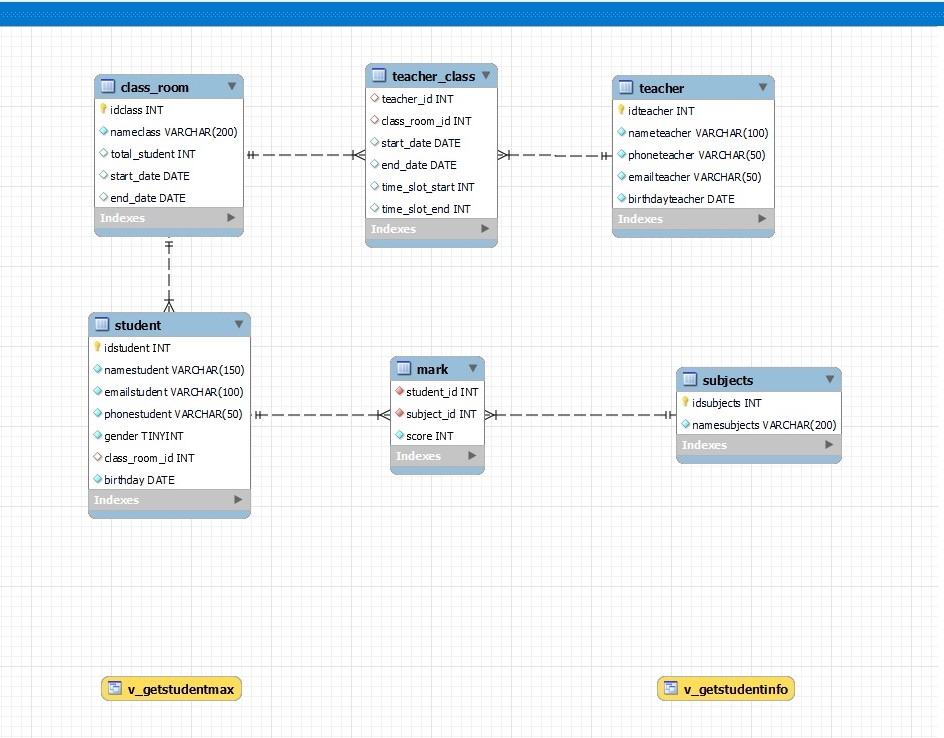 class_room
idclass INT
nameclass VARCHAR(200)
total_student INT
start_date DATE
end_date DATE
Indexes
teacher_class
teacher_id INT
class_room_id INT
start_date DATE
end_date DATE
time_slot_start INT
time_slot_end INT
Indexes
teacher
idteacher INT
nameteacher VARCHAR(100)
phoneteacher VARCHAR(50)
emailteacher VARCHAR(50)
birthdayteacher DATE
Indexes
student
idstudent INT
namestudent VARCHAR(150)
emailstudent VARCHAR(100)
phonestudent VARCHAR(50)
gender TINYINT
class_room_id INT
birthday DATE
Indexes
mark
student_id INT
subject_id INT
score INT
Indexes
subjects
idsubjects INT
namesubjects VARCHAR(200)
Indexes
v_getstudentmax
v_getstudentinfo